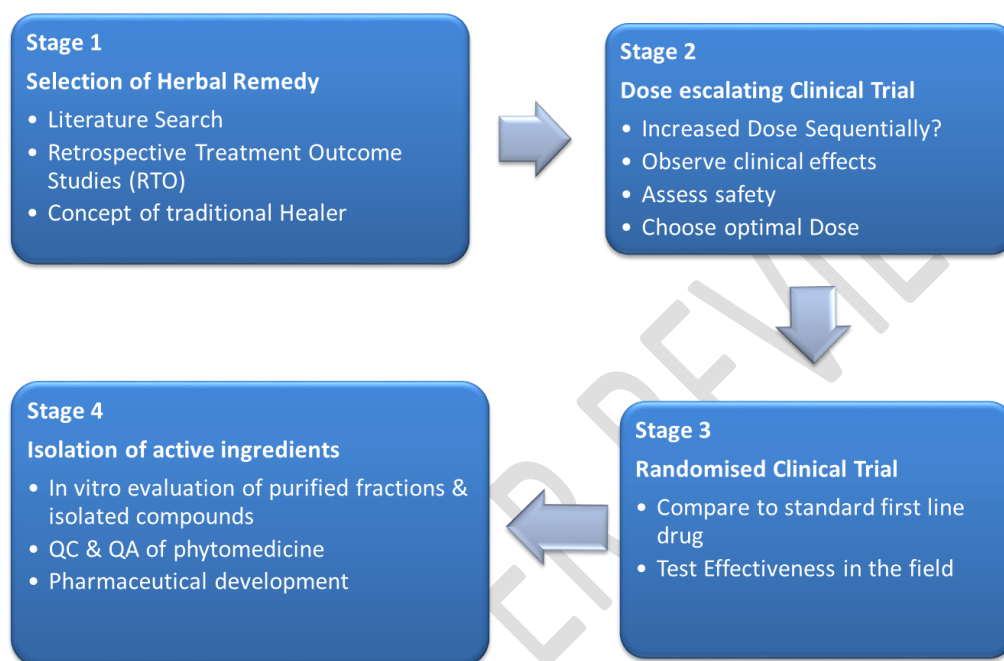 Stage 1
Selection of Herbal Remedy
• Literature Search
• Retrospective Treatment Outcome
Studies (RTO)
• Concept of traditional Healer
Stage 2
Dose escalating Clinical Trial
• Increased Dose Sequentially?
• Observe clinical effects
• Assess safety
• Choose optimal Dose
Stage 3
Randomised Clinical Trial
• Compare to standard first line
drug
• Test Effectiveness in the field
Stage 4
Isolation of active ingredients
• In vitro evaluation of purified fractions &
isolated compounds
• QC & QA of phytomedicine
• Pharmaceutical development